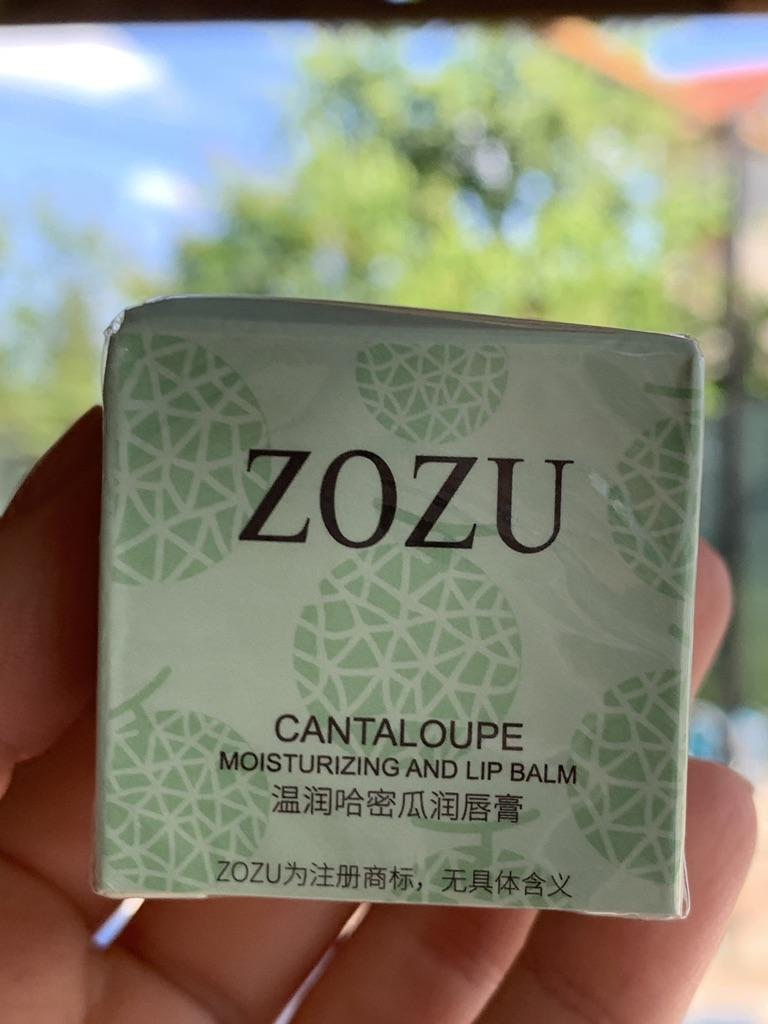 ZOZU
CANTALOUPE
MOISTURIZING AND LIP BALM
温润哈密瓜润唇膏
ZOZU为注册商标，无具体含义